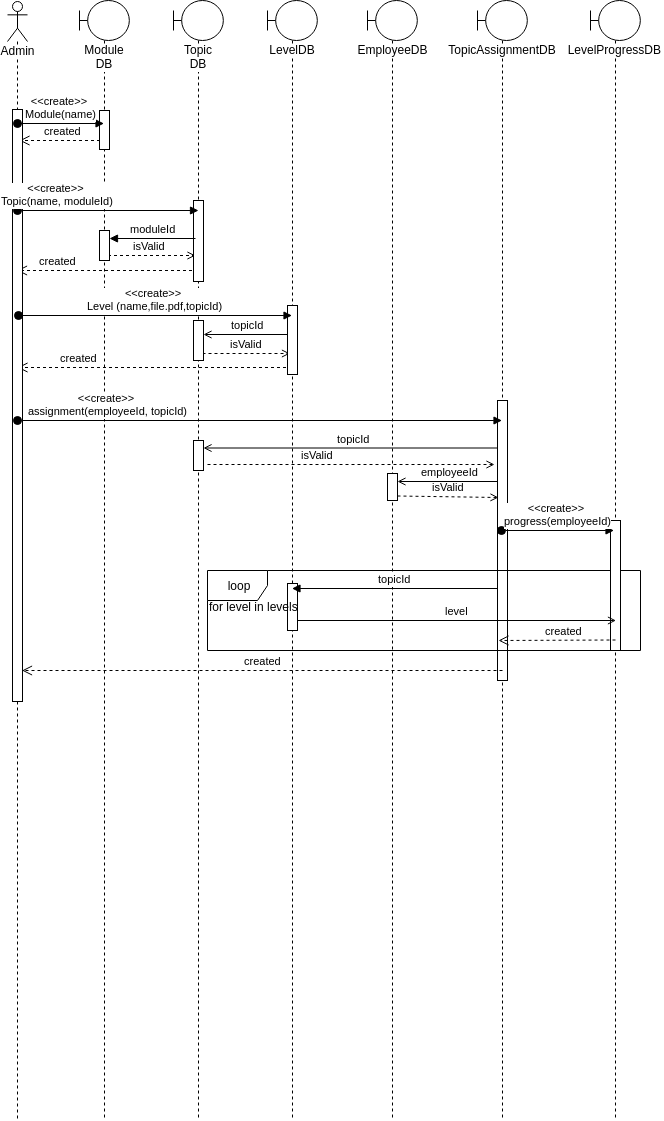 Admin
Module
DB
Topic
DB
LevelDB
EmployeeDB
TopicAssignmentDB
LevelProgressDB
<<create>>
Module(name)
created
<<create>>
Topic(name, moduleId)
moduleId
isValid
created
<<create>>
Level (name,file.pdf,topicId)
topicId
isValid
created
<<create>>
assignment(employeeId, topicId)
topicId
isValid
employeeId
isValid
<<create>>
progress(employeeId)
loop
topicId
for level in levels
level
created
created